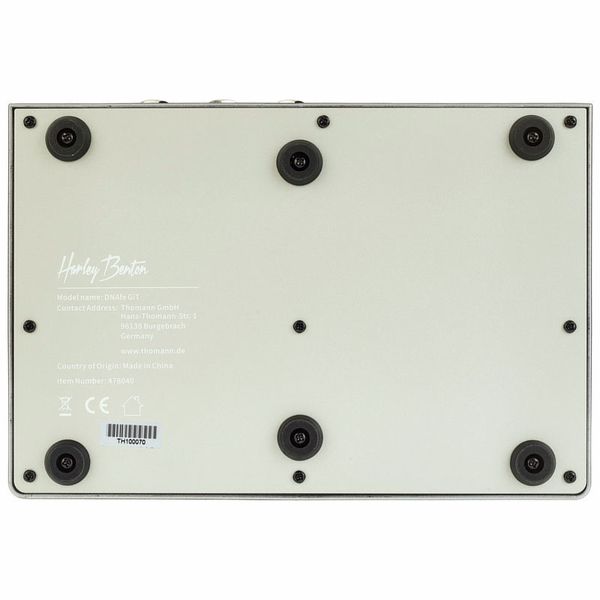 Harley Benton
Model name: DNAfx GiT
Contact Address: Thomann GmbH
Hans-Thomann-Str. 1
96138 Burgebrach
Germany
www.thomann.de
Country of Origin: Made in China
Item Number: 478040
CE
TH100070